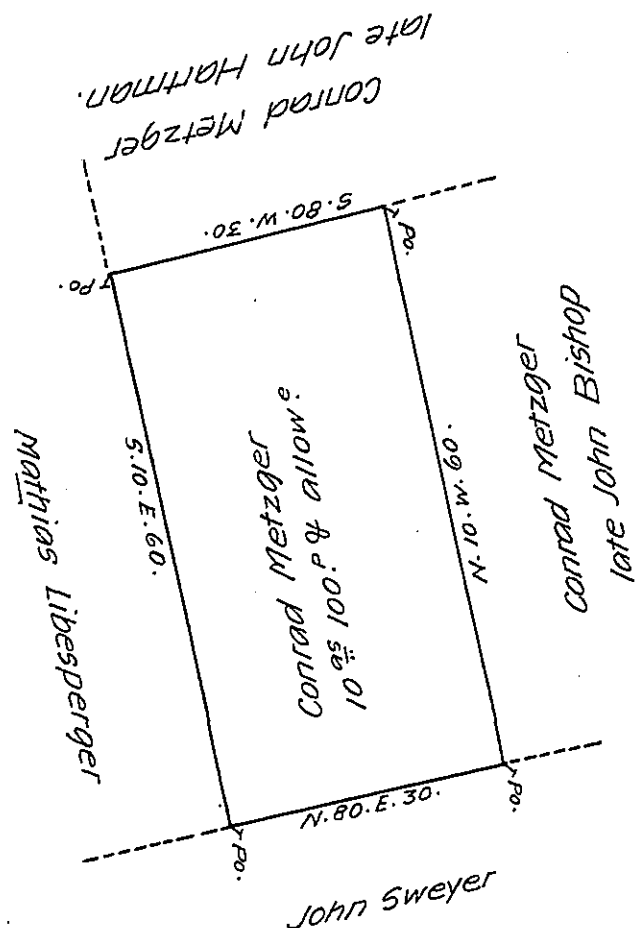 Conrad Metzger
late John Hartman.
S.80.W.30.
Po.
Po.
Mathias Libesperger
S.10.E.60.
Conrad Metzger
10 as 100 p & allowe.
N.10.W.60.
Conrad Metzger
late John Bishop
N.80.E.30.
Po.
Po.
John Sweyer